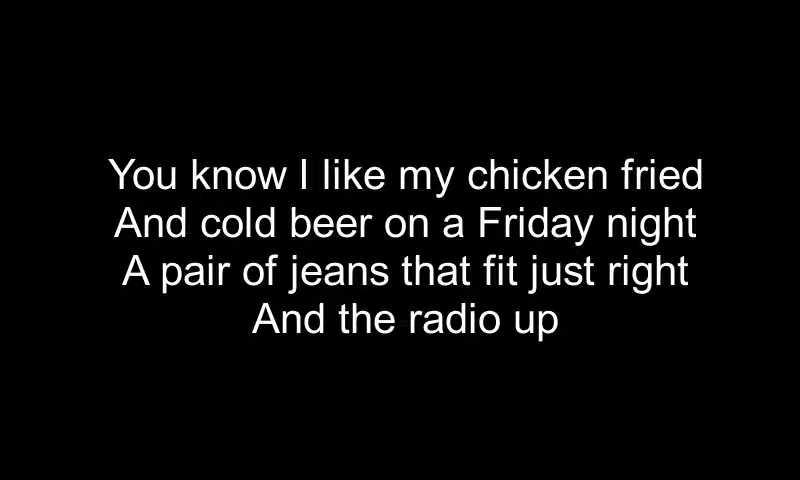 You know I like my chicken fried
And cold beer on a Friday night
A pair of jeans that fit just right
And the radio up